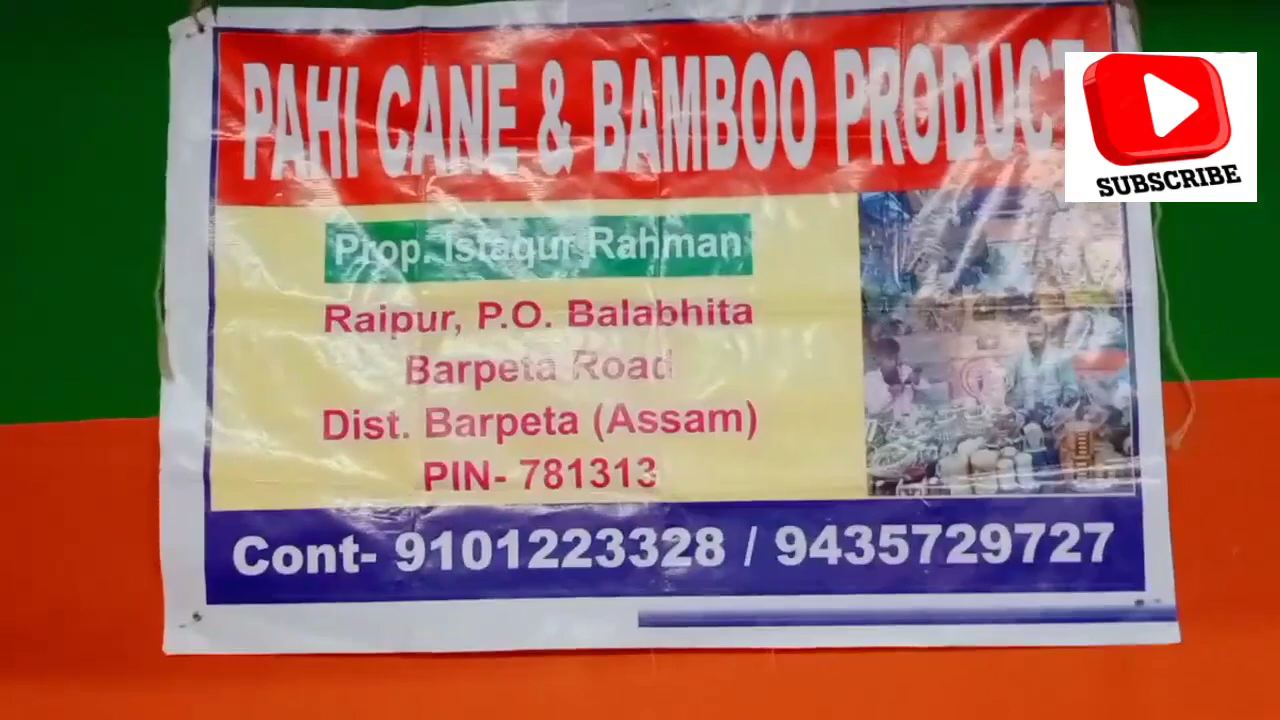 PAHI CANE & BAMBOO PRODUCT
SUBSCRIBE
Prop. Istaqur Rahman
Raipur, P.O. Balabhita
Barpeta Road
Dist. Barpeta (Assam)
PIN- 781313
Cont- 9101223328 / 9435729727